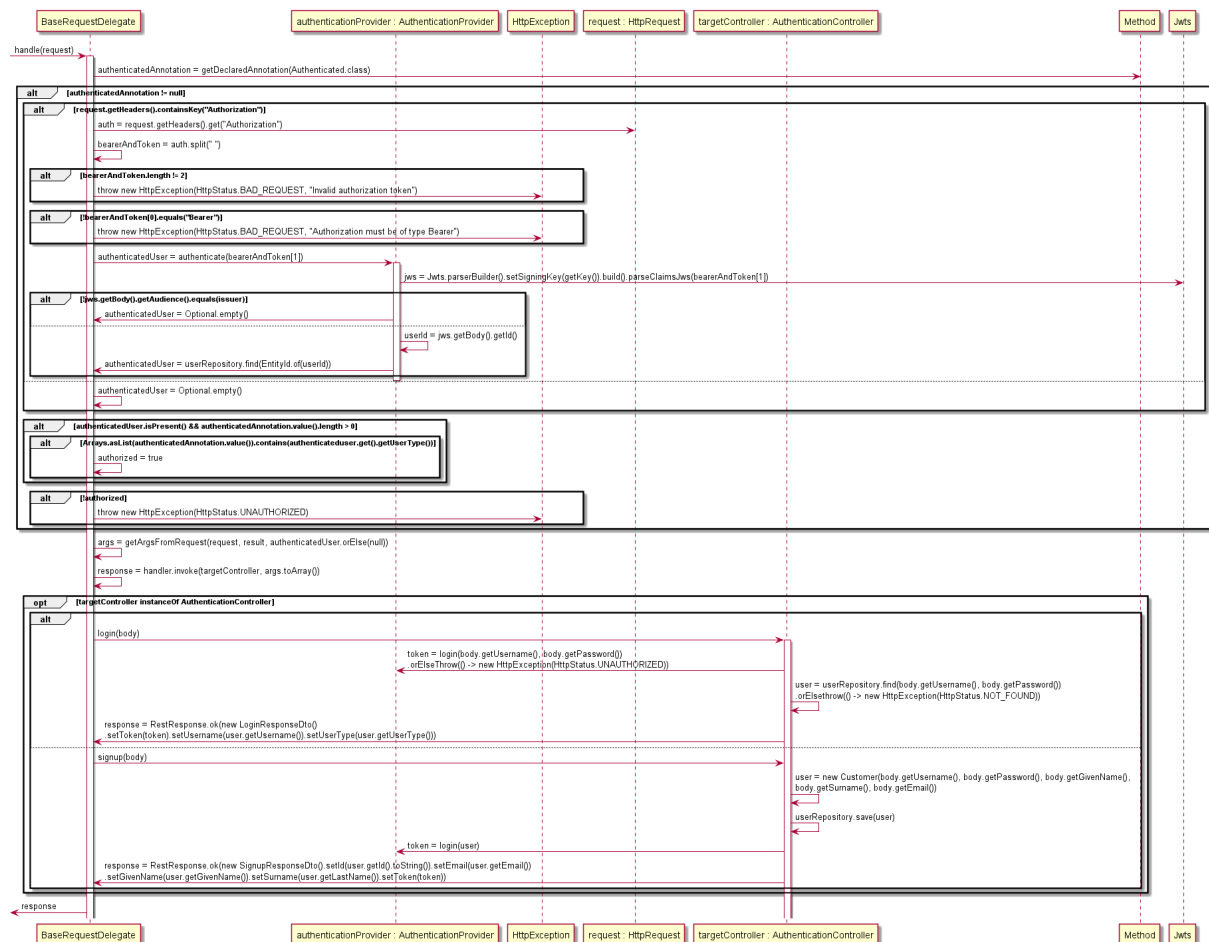 BaseRequestDelegate
authenticationProvider : AuthenticationProvider
HttpException
request : HttpRequest
targetController : AuthenticationController
Method
Jwts
handle(request)
authenticatedAnnotation = getDeclaredAnnotation(Authenticated.class)
alt [authenticatedAnnotation != null]
alt [request.getHeaders().containsKey("Authorization")]
auth = request.getHeaders().get("Authorization")
bearerAndToken = auth.split(" ")
alt [bearerAndToken.length != 2]
throw new HttpException(HttpStatus.BAD_REQUEST, "Invalid authorization token")
alt [!bearerAndToken[0].equals("Bearer")]
throw new HttpException(HttpStatus.BAD_REQUEST, "Authorization must be of type Bearer")
authenticatedUser = authenticate(bearerAndToken[1])
jws = Jwts.parserBuilder().setSigningKey(getKey()).build().parseClaimsJws(bearerAndToken[1])
alt [!jws.getBody().getAudience().equals(issuer)]
authenticatedUser = Optional.empty()
userId = jws.getBody().getId()
authenticatedUser = userRepository.find(EntityId.of(userId))
authenticatedUser = Optional.empty()
alt [authenticatedUser.isPresent() && authenticatedAnnotation.value().length > 0]
alt [Arrays.asList(authenticatedAnnotation.value()).contains(authenticateduser.get().getUserType())]
authorized = true
alt [!authorized]
throw new HttpException(HttpStatus.UNAUTHORIZED)
args = getArgsFromRequest(request, result, authenticatedUser.orElse(null))
response = handler.invoke(targetController, args.toArray())
opt [targetController instanceOf AuthenticationController]
alt
login(body)
token = login(body.getUsername(), body.getPassword())
.orElseThrow(() -> new HttpException(HttpStatus.UNAUTHORIZED))
user = userRepository.find(body.getUsername(), body.getPassword())
.orElsethrow(() -> new HttpException(HttpStatus.NOT_FOUND))
response = RestResponse.ok(new LoginResponseDto()
.setToken(token).setUsername(user.getUsername()).setUserType(user.getUserType()))
signup(body)
user = new Customer(body.getUsername(), body.getPassword(), body.getGivenName(),
body.getSurname(), body.getEmail())
userRepository.save(user)
token = login(user)
response = RestResponse.ok(new SignupResponseDto().setId(user.getId().toString()).setEmail(user.getEmail())
.setGivenName(user.getGivenName()).setSurname(user.getLastName()).setToken(token))
response
BaseRequestDelegate
authenticationProvider : AuthenticationProvider
HttpException
request : HttpRequest
targetController : AuthenticationController
Method
Jwts